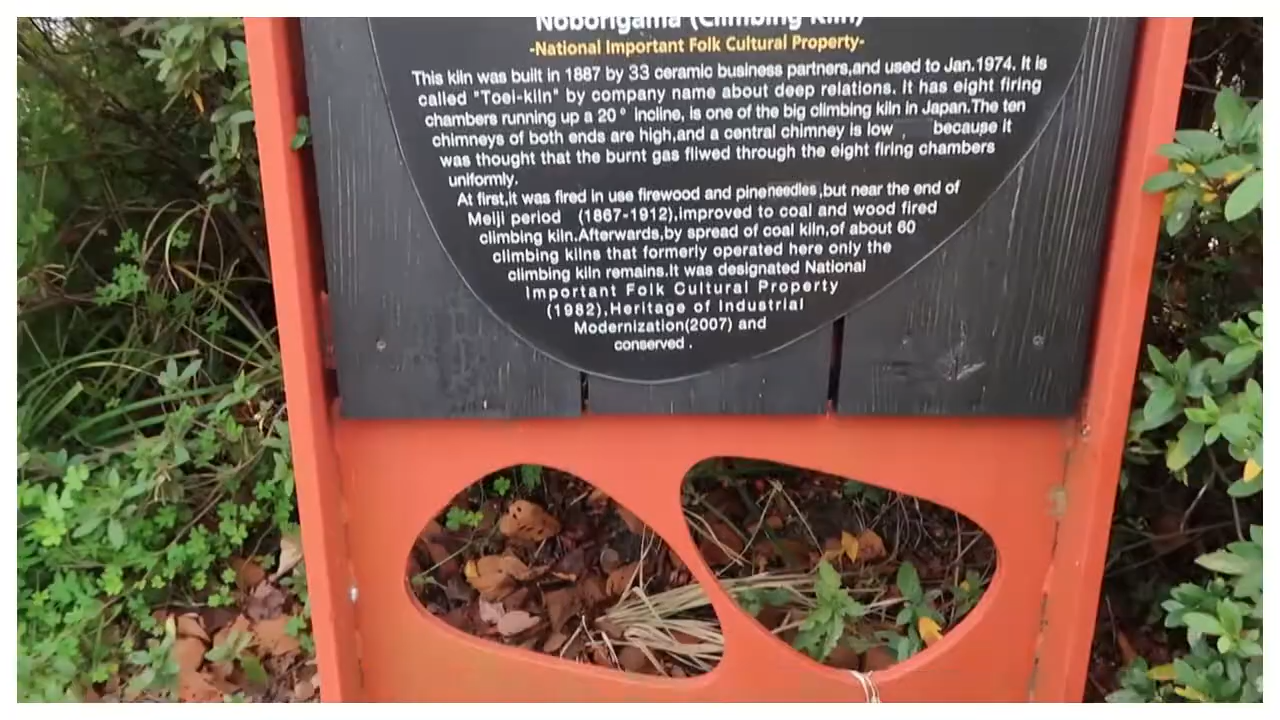 Noborigama (Climbing Kiln)
-National Important Folk Cultural Property-
This kiln was built in 1887 by 33 ceramic business partners,and used to Jan.1974. It is
called "Toei-kiln" by company name about deep relations. It has eight firing
chambers running up a 20° incline, is one of the big climbing kiln in Japan.The ten
chimneys of both ends are high,and a central chimney is low , because it
was thought that the burnt gas fliwed through the eight firing chambers
uniformly.
At first,it was fired in use firewood and pineneedles,but near the end of
Meiji period (1867-1912),improved to coal and wood fired
climbing kiln.Afterwards,by spread of coal kiln,of about 60
climbing kilns that formerly operated here only the
climbing kiln remains.It was designated National
Important Folk Cultural Property
(1982),Heritage of Industrial
Modernization(2007) and
conserved .